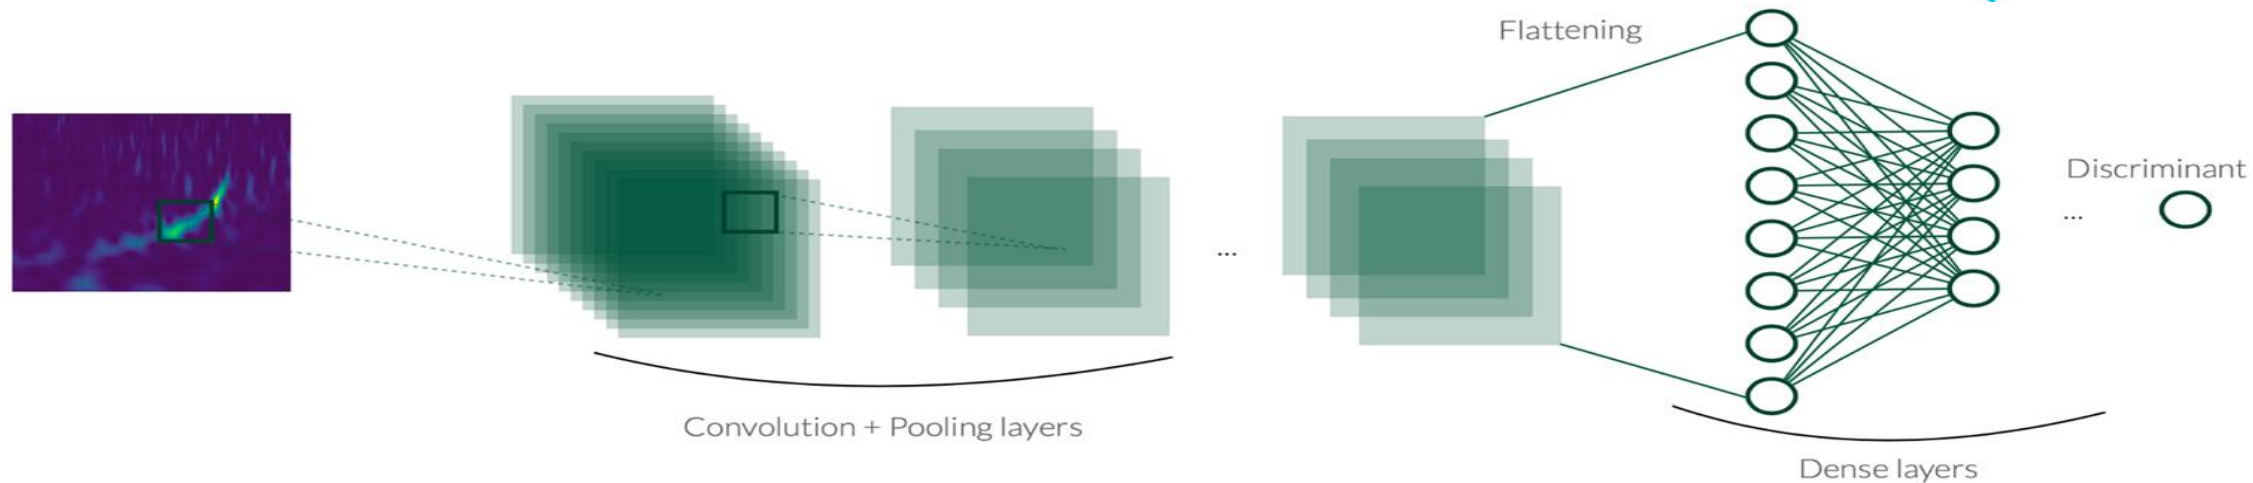 Flattening
Discriminant
...
...
Convolution + Pooling layers
Dense layers